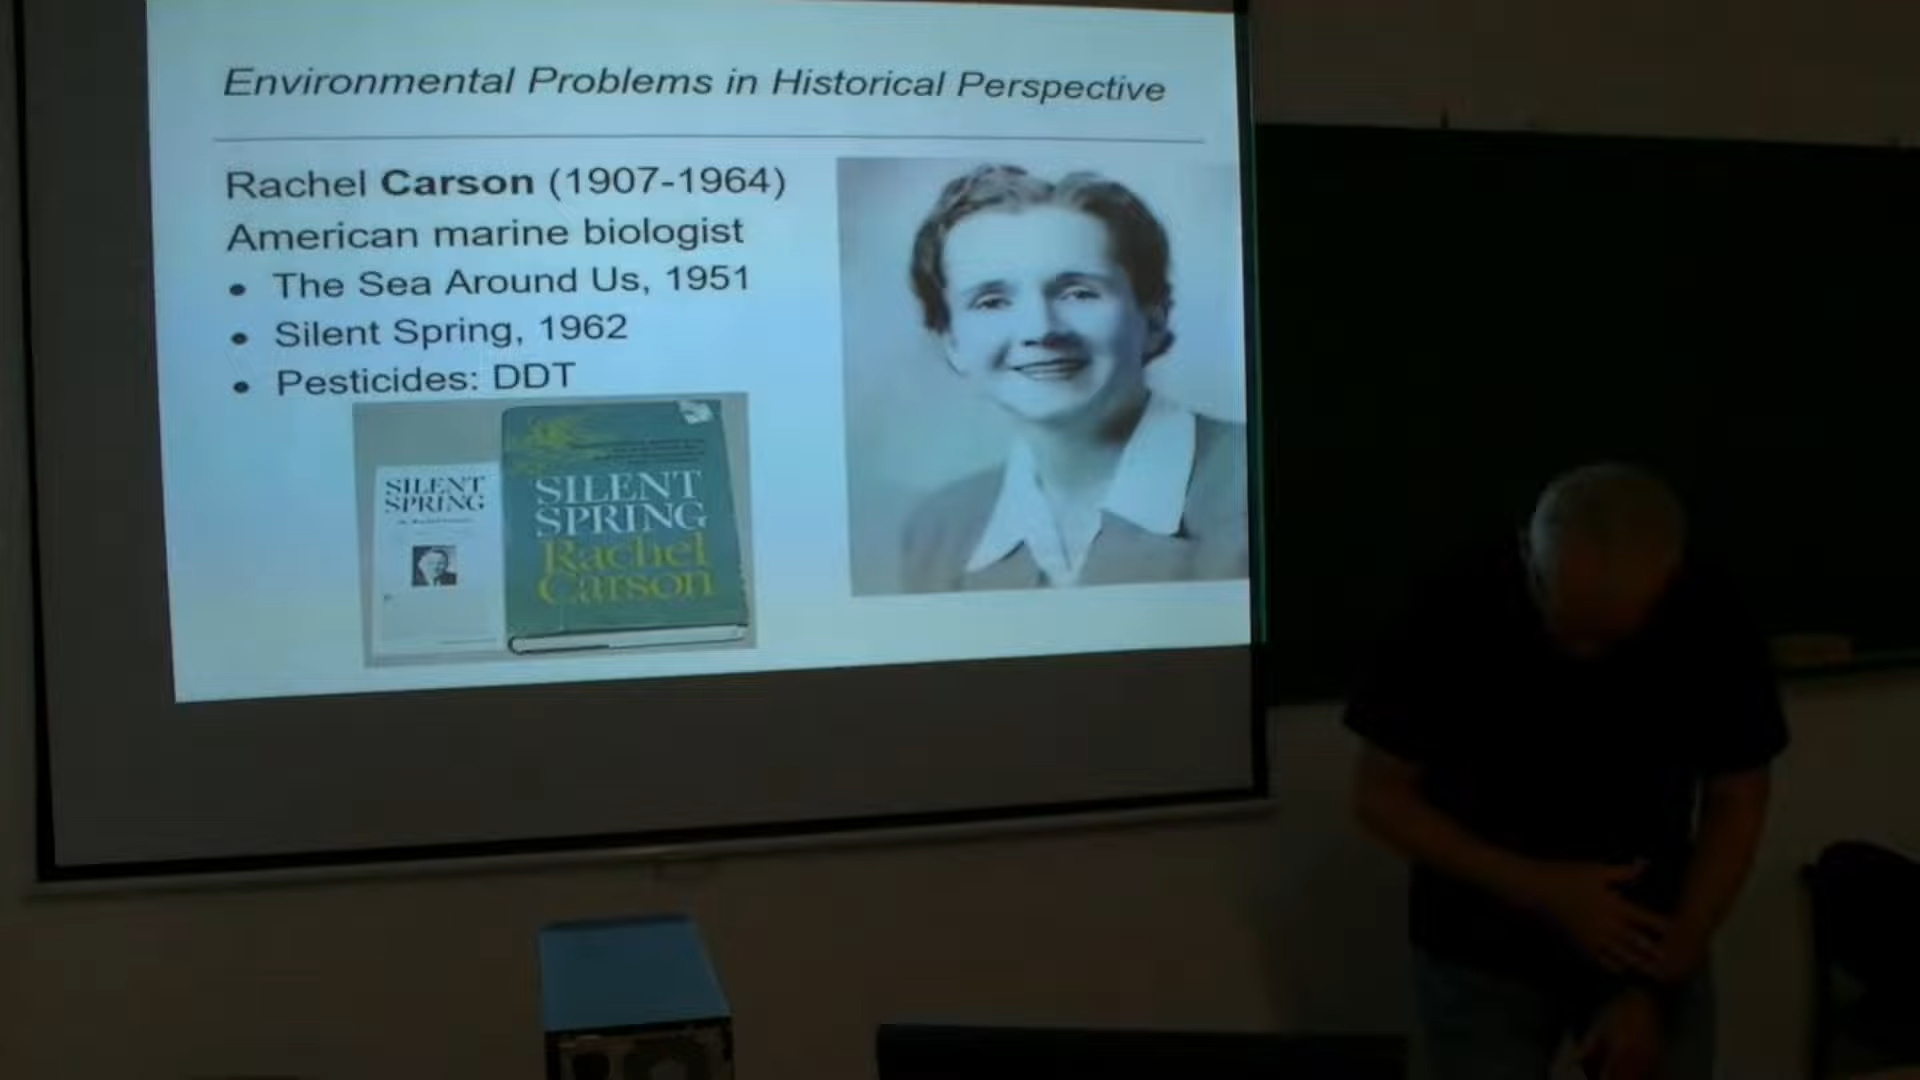 Environmental Problems in Historical Perspective
Rachel Carson (1907-1964)
American marine biologist
• The Sea Around Us, 1951
• Silent Spring, 1962
• Pesticides: DDT
SILENT
SPRING
SILENT
SPRING
Rachel
Carson